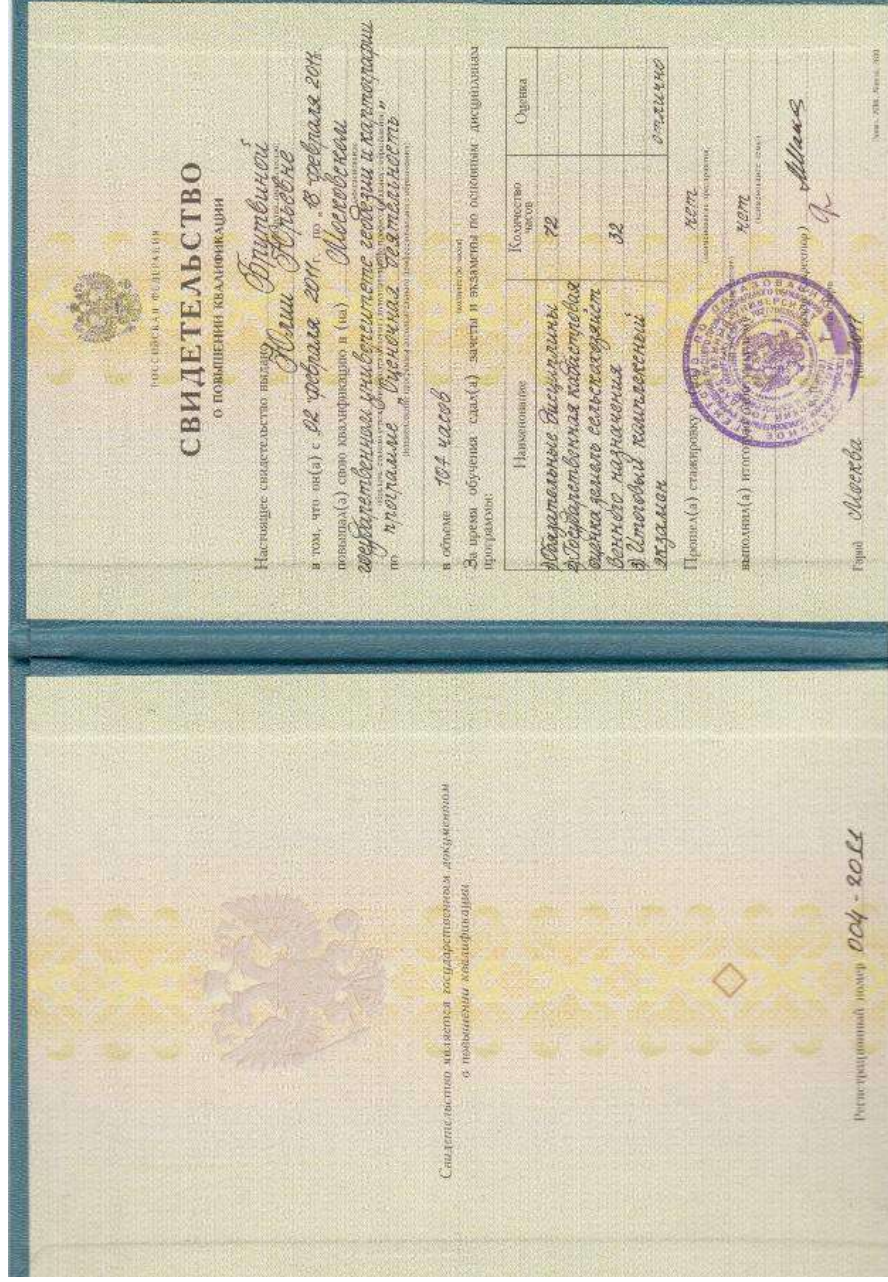 Свидетельство является государственным документом
о повышении квалификации
Регистрационный номер 004 - 2011
РОССИЙСКАЯ ФЕДЕРАЦИЯ
СВИДЕТЕЛЬСТВО
О ПОВЫШЕНИИ КВАЛИФИКАЦИИ
Настоящее свидетельство выдано
Юлии Юрьевне
в том, что он(а) с 02 февраля 2011г. по „18 февраля 2011
повышал(а) свою квалификацию в (на) Московском
государственном университете геодезии и картографии
по программе „Оценочная деятельность"
в объеме 104 часов
За время обучения сдал(а) зачеты и экзамены по основным дисциплинам
программы:
Наименование Количество часов Оценка
1) Обязательные дисциплины 72
2) Государственная кадастровая
оценка земель сельскохозяйст
венного назначения 32
3) Итоговый комплексный
экзамен отлично
Прошел(а) стажировку в нет
выполнил(а) итоговую нет
Город Москва